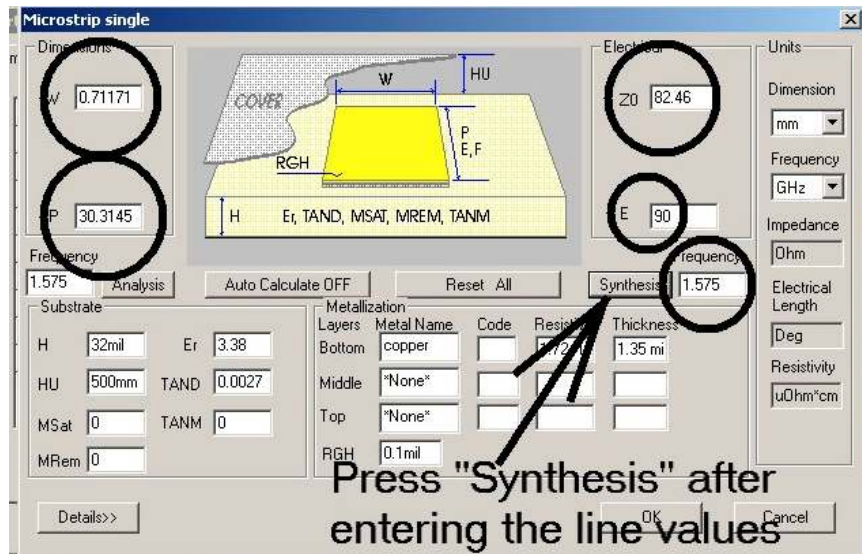 Microstrip single
Dimensions
W 0.71171
P 30.3145
COVER
W
HU
P
E,F
RGH
H
Er, TAND, MSAT, MREM, TANM
Electrical
Z0 82.46
E 90
Units
Dimension
mm
Frequency
GHz
Impedance
Ohm
Electrical
Length
Deg
Resistivity
uOhm*cm
Frequency
1.575
Analysis
Auto Calculate OFF
Reset All
Synthesis
Frequency
1.575
Substrate
H 32mil Er 3.38
HU 500mm TAND 0.0027
MSat 0 TANM 0
MRem 0
Metallization
Layers Metal Name Code Thickness
Bottom copper 1.35 mi
Middle *None*
Top *None*
RGH 0.1mil
Press "Synthesis" after
entering the line values
Details>>
OK
Cancel